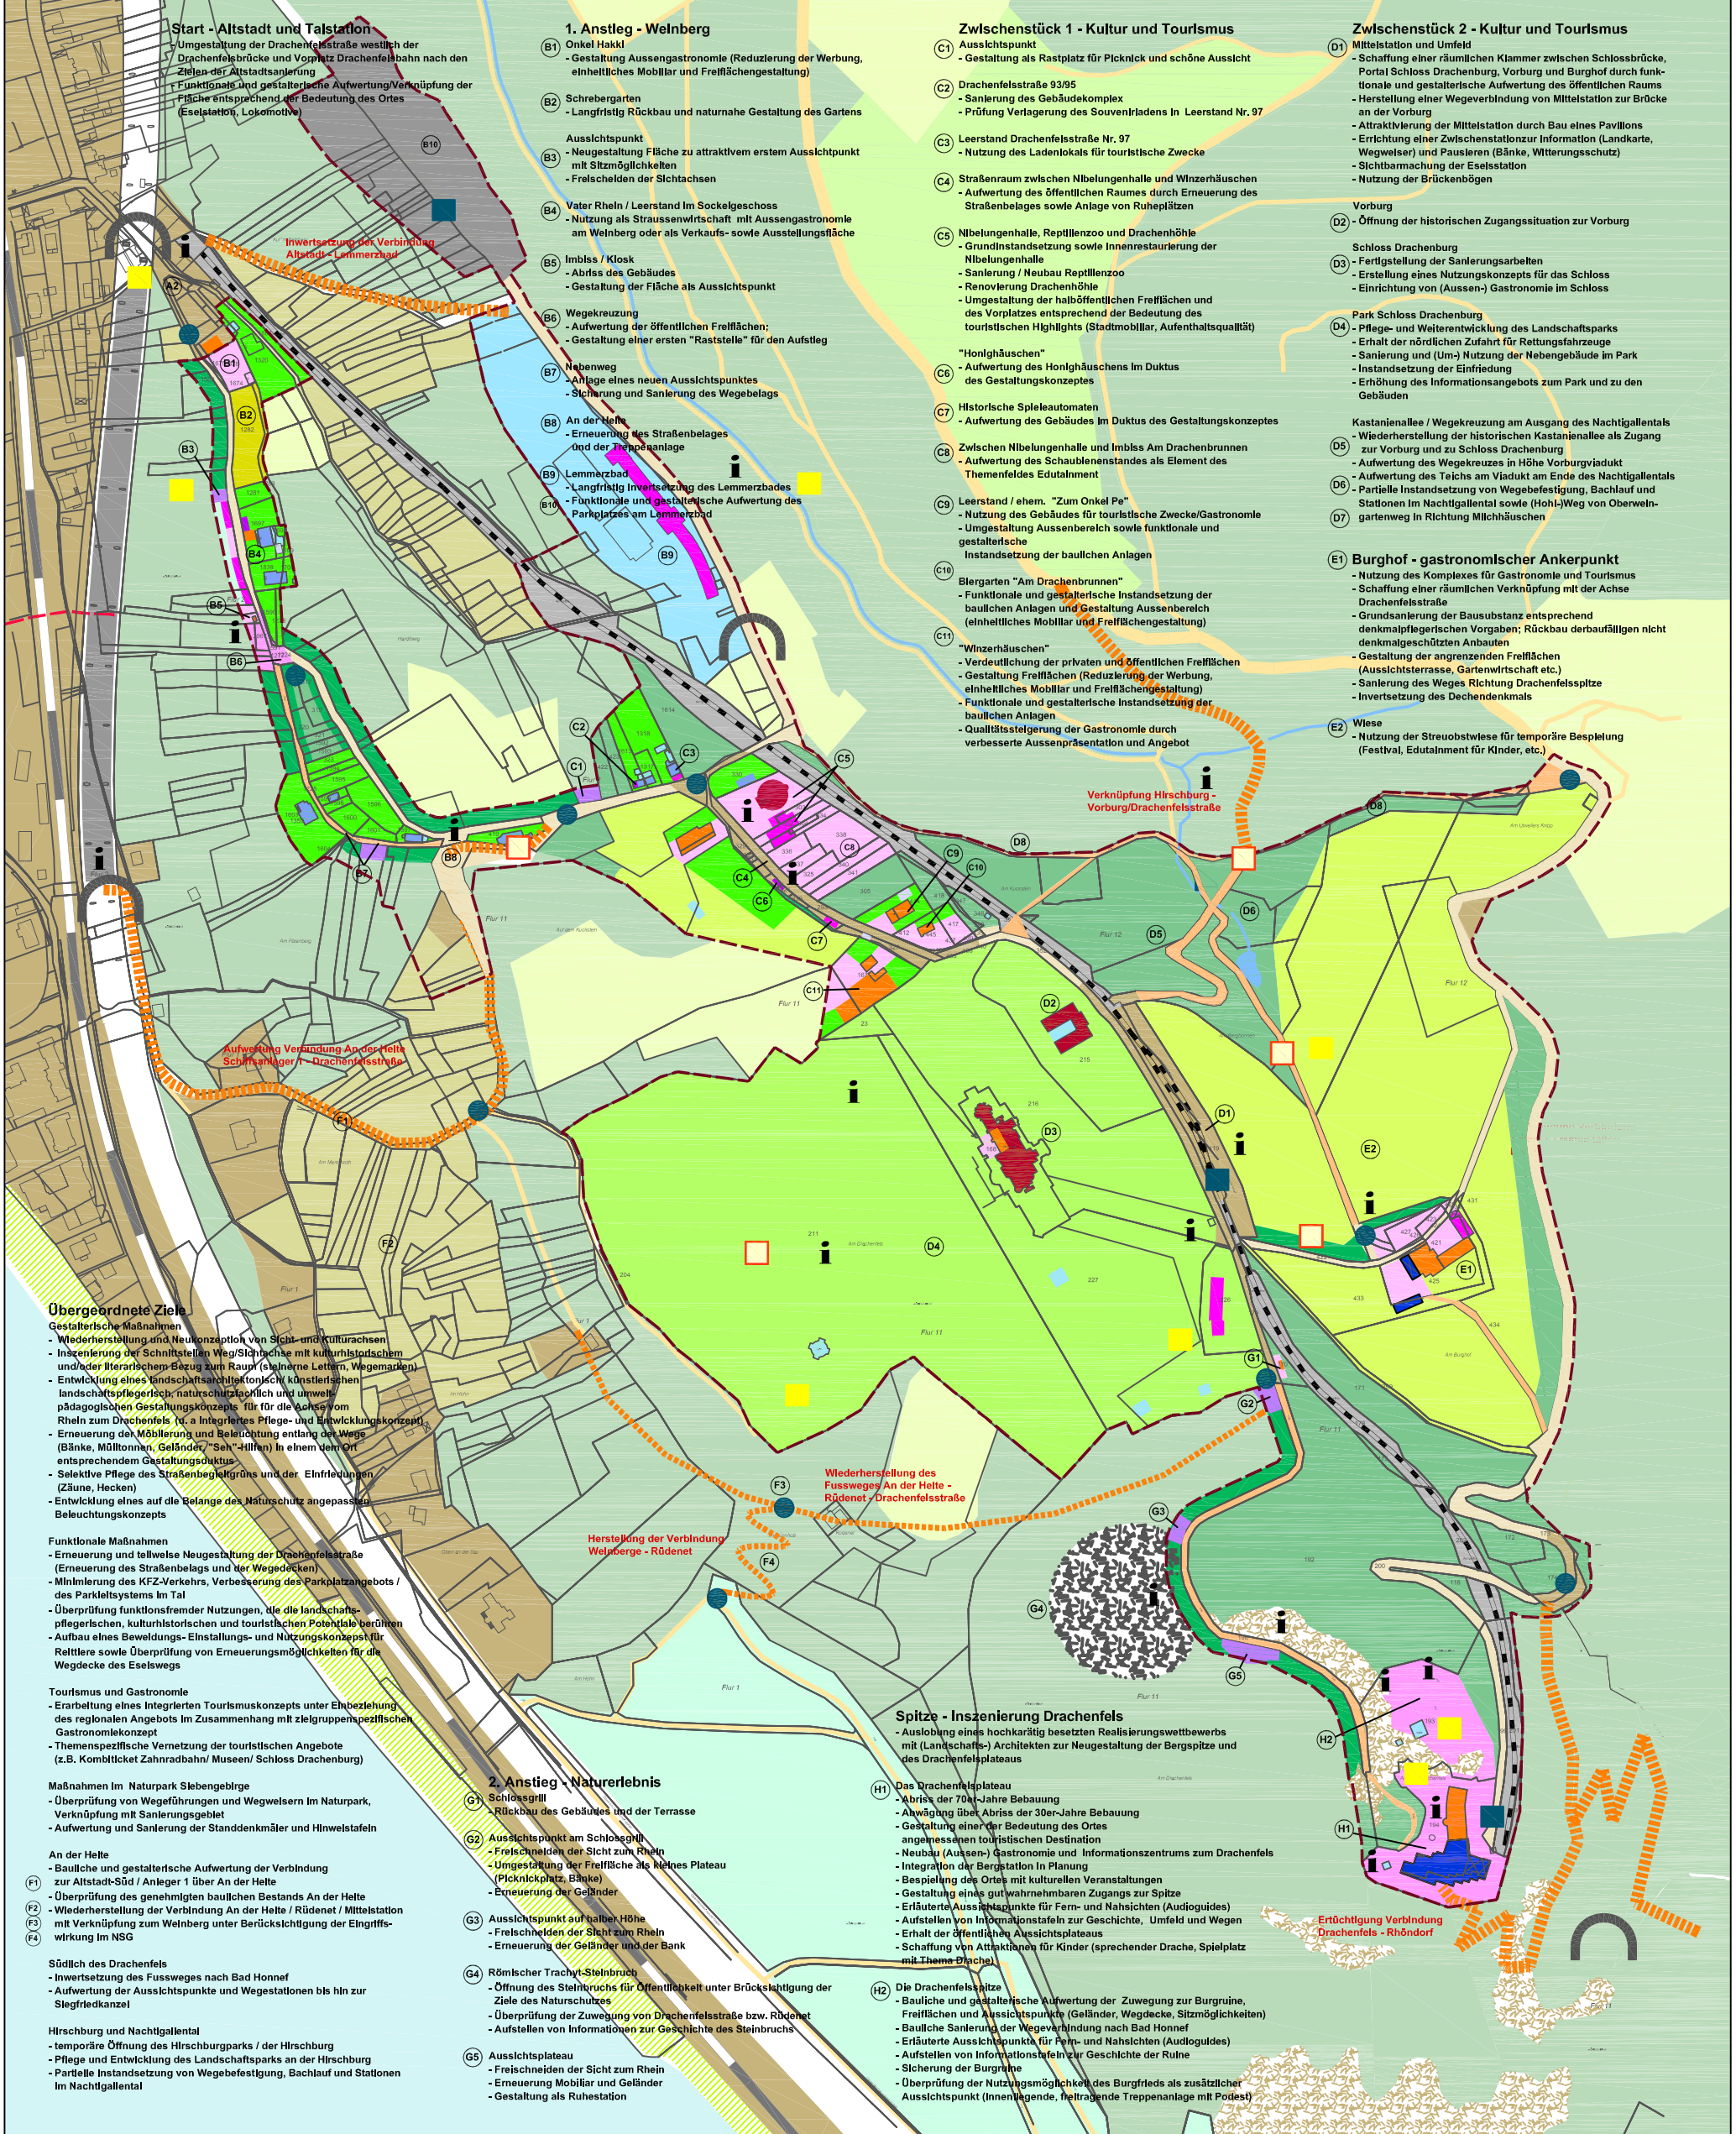 Start - Altstadt und Talstation
- Umgestaltung der Drachenfelsstraße westlich der
Drachenfelsbrücke und Vorplatz Drachenfelsbahn nach den
Zielen der Altstadtsanierung
- Funktionale und gestalterische Aufwertung/Verknüpfung der
Fläche entsprechend der Bedeutung des Ortes
(Eselstation, Lokomotive)
1. Anstieg - Weinberg
B1 Onkel Hakki
- Gestaltung Aussengastronomie (Reduzierung der Werbung,
einheitliches Mobiliar und Freiflächengestaltung)
B2 Schrebergarten
- Langfristig Rückbau und naturnahe Gestaltung des Gartens
Aussichtspunkt
B3 - Neugestaltung Fläche zu attraktivem erstem Aussichtpunkt
mit Sitzmöglichkeiten
- Freischeiden der Sichtachsen
B4 Vater Rhein / Leerstand im Sockelgeschoss
- Nutzung als Straussenwirtschaft mit Aussengastronomie
am Weinberg oder als Verkaufs- sowie Ausstellungsfläche
B5 Imbiss / Kiosk
- Abriss des Gebäudes
- Gestaltung der Fläche als Aussichtspunkt
B6 Wegekreuzung
- Aufwertung der öffentlichen Freiflächen;
- Gestaltung einer ersten "Raststelle" für den Aufstieg
B7 Nebenweg
- Anlage eines neuen Aussichtspunktes
- Sicherung und Sanierung des Wegebelags
B8 An der Helte
- Erneuerung des Straßenbelages
und der Treppenanlage
B9 Lemmerzbad
- Langfristig Invertsetzung des Lemmerzbades
B10 - Funktionale und gestalterische Aufwertung des
Parkplatzes am Lemmerzbad
Zwischenstück 1 - Kultur und Tourismus
C1 Aussichtspunkt
- Gestaltung als Rastplatz für Picknick und schöne Aussicht
C2 Drachenfelsstraße 93/95
- Sanierung des Gebäudekomplex
- Prüfung Verlagerung des Souvenirladens in Leerstand Nr. 97
C3 Leerstand Drachenfelsstraße Nr. 97
- Nutzung des Ladenlokals für touristische Zwecke
C4 Straßenraum zwischen Nibelungenhalle und Winzerhäuschen
- Aufwertung des öffentlichen Raumes durch Erneuerung des
Straßenbelages sowie Anlage von Ruheplätzen
C5 Nibelungenhalle, Reptilienzoo und Drachenhöhle
- Grundinstandsetzung sowie Innenrestaurierung der
Nibelungenhalle
- Sanierung / Neubau Reptilienzoo
- Renovierung Drachenhöhle
- Umgestaltung der halböffentlichen Freiflächen und
des Vorplatzes entsprechend der Bedeutung des
touristischen Highlights (Stadtmobiliar, Aufenthaltsqualität)
"Honighäuschen"
C6 - Aufwertung des Honighäuschens im Duktus
des Gestaltungskonzeptes
C7 Historische Spieleautomaten
- Aufwertung des Gebäudes im Duktus des Gestaltungskonzeptes
C8 Zwischen Nibelungenhalle und Imbiss Am Drachenbrunnen
- Aufwertung des Schaubienenstandes als Element des
Themenfeldes Edutainment
C9 Leerstand / ehem. "Zum Onkel Pe"
- Nutzung des Gebäudes für touristische Zwecke/Gastronomie
- Umgestaltung Aussenbereich sowie funktionale und
gestalterische
Instandsetzung der baulichen Anlagen
C10
Biergarten "Am Drachenbrunnen"
- Funktionale und gestalterische Instandsetzung der
baulichen Anlagen und Gestaltung Aussenbereich
(einheitliches Mobiliar und Freiflächengestaltung)
C11
"Winzerhäuschen"
- Verdeutlichung der privaten und öffentlichen Freiflächen
- Gestaltung Freiflächen (Reduzierung der Werbung,
einheitliches Mobiliar und Freiflächengestaltung)
- Funktionale und gestalterische Instandsetzung der
baulichen Anlagen
- Qualitätssteigerung der Gastronomie durch
verbesserte Aussenpräsentation und Angebot
Zwischenstück 2 - Kultur und Tourismus
D1 Mittelstation und Umfeld
- Schaffung einer räumlichen Klammer zwischen Schlossbrücke,
Portal Schloss Drachenburg, Vorburg und Burghof durch funk-
tionale und gestalterische Aufwertung des öffentlichen Raums
- Herstellung einer Wegeverbindung von Mittelstation zur Brücke
an der Vorburg
- Attraktivierung der Mittelstation durch Bau eines Pavillons
- Errichtung einer Zwischenstationzur Information (Landkarte,
Wegweiser) und Pausieren (Bänke, Witterungsschutz)
- Sichtbarmachung der Eselsstation
- Nutzung der Brückenbögen
Vorburg
D2 - Öffnung der historischen Zugangssituation zur Vorburg
Schloss Drachenburg
D3 - Fertigstellung der Sanierungsarbeiten
- Erstellung eines Nutzungskonzepts für das Schloss
- Einrichtung von (Aussen-) Gastronomie im Schloss
Park Schloss Drachenburg
D4 - Pflege- und Weiterentwicklung des Landschaftsparks
- Erhalt der nördlichen Zufahrt für Rettungsfahrzeuge
- Sanierung und (Um-) Nutzung der Nebengebäude im Park
- Instandsetzung der Einfriedung
- Erhöhung des Informationsangebots zum Park und zu den
Gebäuden
Kastanienallee / Wegekreuzung am Ausgang des Nachtigallentals
- Wiederherstellung der historischen Kastanienallee als Zugang
D5 zur Vorburg und zu Schloss Drachenburg
- Aufwertung des Wegekreuzes in Höhe Vorburgviadukt
- Aufwertung des Teichs am Viadukt am Ende des Nachtigallentals
D6 - Partielle Instandsetzung von Wegebefestigung, Bachlauf und
Stationen im Nachtigallental sowie (Hohl-)Weg von Oberwein-
D7 gartenweg in Richtung Milchhäuschen
E1 Burghof - gastronomischer Ankerpunkt
- Nutzung des Komplexes für Gastronomie und Tourismus
- Schaffung einer räumlichen Verknüpfung mit der Achse
Drachenfelsstraße
- Grundsanierung der Bausubstanz entsprechend
denkmalpflegerischen Vorgaben; Rückbau derbaufälligen nicht
denkmalgeschützten Anbauten
- Gestaltung der angrenzenden Freiflächen
(Aussichtsterrasse, Gartenwirtschaft etc.)
- Sanierung des Weges Richtung Drachenfelsspitze
- Invertsetzung des Dechendenkmals
E2 Wiese
- Nutzung der Streuobstwiese für temporäre Bespielung
(Festival, Edutainment für Kinder, etc.)
Inwertsetzung der Verbindung
Altstadt - Lemmerzbad
Verknüpfung Hirschburg -
Vorburg/Drachenfelsstraße
Aufwertung Verbindung An der Helte
Schiffsanleger 1 - Drachenfelsstraße
Wiederherstellung des
Fussweges An der Helte -
Rüdenet - Drachenfelsstraße
Herstellung der Verbindung
Weinberge - Rüdenet
Ertüchtigung Verbindung
Drachenfels - Rhöndorf
Übergeordnete Ziele
Gestalterische Maßnahmen
- Wiederherstellung und Neukonzeption von Sicht- und Kulturachsen
- Inszenierung der Schnittstellen Weg/Sichtachse mit kulturhistorischem
und/oder literarischem Bezug zum Raum (steinerne Lettern, Wegemarken)
- Entwicklung eines landschaftsarchitektonisch/ künstlerischen
landschaftspflegerisch, naturschutzfachlich und umwelt-
pädagogischen Gestaltungskonzepts für für die Achse vom
Rhein zum Drachenfels (u. a Integriertes Pflege- und Entwicklungskonzept)
- Erneuerung der Möblierung und Beleuchtung entlang der Wege
(Bänke, Mülltonnen, Geländer, "Seh"-Hilfen) in einem dem Ort
entsprechendem Gestaltungsduktus
- Selektive Pflege des Straßenbegleitgrüns und der Einfriedungen
(Zäune, Hecken)
- Entwicklung eines auf die Belange des Naturschutz angepassten
Beleuchtungskonzepts
Funktionale Maßnahmen
- Erneuerung und teilweise Neugestaltung der Drachenfelsstraße
(Erneuerung des Straßenbelags und der Wegedecken)
- Minimierung des KFZ-Verkehrs, Verbesserung des Parkplatzangebots /
des Parkleitsystems im Tal
- Überprüfung funktionsfremder Nutzungen, die die landschafts-
pflegerischen, kulturhistorischen und touristischen Potentiale berühren
- Aufbau eines Beweidungs- Einstallungs- und Nutzungskonzepst für
Reittiere sowie Überprüfung von Erneuerungsmöglichkeiten für die
Wegdecke des Eselswegs
Tourismus und Gastronomie
- Erarbeitung eines Integrierten Tourismuskonzepts unter Einbeziehung
des regionalen Angebots im Zusammenhang mit zielgruppenspezifischen
Gastronomiekonzept
- Themenspezifische Vernetzung der touristischen Angebote
(z.B. Kombiticket Zahnradbahn/ Museen/ Schloss Drachenburg)
Maßnahmen im Naturpark Siebengebirge
- Überprüfung von Wegeführungen und Wegweisern im Naturpark,
Verknüpfung mit Sanierungsgebiet
- Aufwertung und Sanierung der Standdenkmäler und Hinweistafeln
An der Helte
- Bauliche und gestalterische Aufwertung der Verbindung
F1 zur Altstadt-Süd / Anleger 1 über An der Helte
- Überprüfung des genehmigten baulichen Bestands An der Helte
F2 - Wiederherstellung der Verbindung An der Helte / Rüdenet / Mittelstation
F3 mit Verknüpfung zum Weinberg unter Berücksichtigung der Eingriffs-
F4 wirkung im NSG
Südlich des Drachenfels
- Inwertsetzung des Fussweges nach Bad Honnef
- Aufwertung der Aussichtspunkte und Wegestationen bis hin zur
Siegfriedkanzel
Hirschburg und Nachtigallental
- temporäre Öffnung des Hirschburgparks / der Hirschburg
- Pflege und Entwicklung des Landschaftsparks an der Hirschburg
- Partielle Instandsetzung von Wegebefestigung, Bachlauf und Stationen
im Nachtigallental
2. Anstieg - Naturerlebnis
G1 Schlossgrill
- Rückbau des Gebäudes und der Terrasse
G2 Aussichtspunkt am Schlossgrill
- Freischneiden der Sicht zum Rhein
- Umgestaltung der Freifläche als kleines Plateau
(Picknickplatz, Bänke)
- Erneuerung der Geländer
G3 Aussichtspunkt auf halber Höhe
- Freischneiden der Sicht zum Rhein
- Erneuerung der Geländer und der Bank
G4 Römischer Trachyt-Steinbruch
- Öffnung des Steinbruchs für Öffentlichkeit unter Brücksichtigung der
Ziele des Naturschutzes
- Überprüfung der Zuwegung von Drachenfelsstraße bzw. Rüdenet
- Aufstellen von Informationen zur Geschichte des Steinbruchs
G5 Aussichtsplateau
- Freischneiden der Sicht zum Rhein
- Erneuerung Mobiliar und Geländer
- Gestaltung als Ruhestation
Spitze - Inszenierung Drachenfels
- Auslobung eines hochkarätig besetzten Realisierungswettbewerbs
mit (Landschafts-) Architekten zur Neugestaltung der Bergspitze und
des Drachenfelsplateaus
H1 Das Drachenfelsplateau
- Abriss der 70er-Jahre Bebauung
- Abwägung über Abriss der 30er-Jahre Bebauung
- Gestaltung einer der Bedeutung des Ortes
angemessenen touristischen Destination
- Neubau (Aussen-) Gastronomie und Informationszentrums zum Drachenfels
- Integration der Bergstation in Planung
- Bespielung des Ortes mit kulturellen Veranstaltungen
- Gestaltung eines gut wahrnehmbaren Zugangs zur Spitze
- Erläuterte Aussichtspunkte für Fern- und Nahsichten (Audioguides)
- Aufstellen von Informationstafeln zur Geschichte, Umfeld und Wegen
- Erhalt der öffentlichen Aussichtsplateaus
- Schaffung von Attraktionen für Kinder (sprechender Drache, Spielplatz
mit Thema Drache)
H2 Die Drachenfelsspitze
- Bauliche und gestalterische Aufwertung der Zuwegung zur Burgruine,
Freiflächen und Aussichtspunkte (Geländer, Wegdecke, Sitzmöglichkeiten)
- Bauliche Sanierung der Wegeverbindung nach Bad Honnef
- Erläuterte Aussichtspunkte für Fern- und Nahsichten (Audioguides)
- Aufstellen von Informationstafeln zur Geschichte der Ruine
- Sicherung der Burgruine
- Überprüfung der Nutzungsmöglichkeit des Burgfrieds als zusätzlicher
Aussichtspunkt (innenliegende, freitragende Treppenanlage mit Podest)